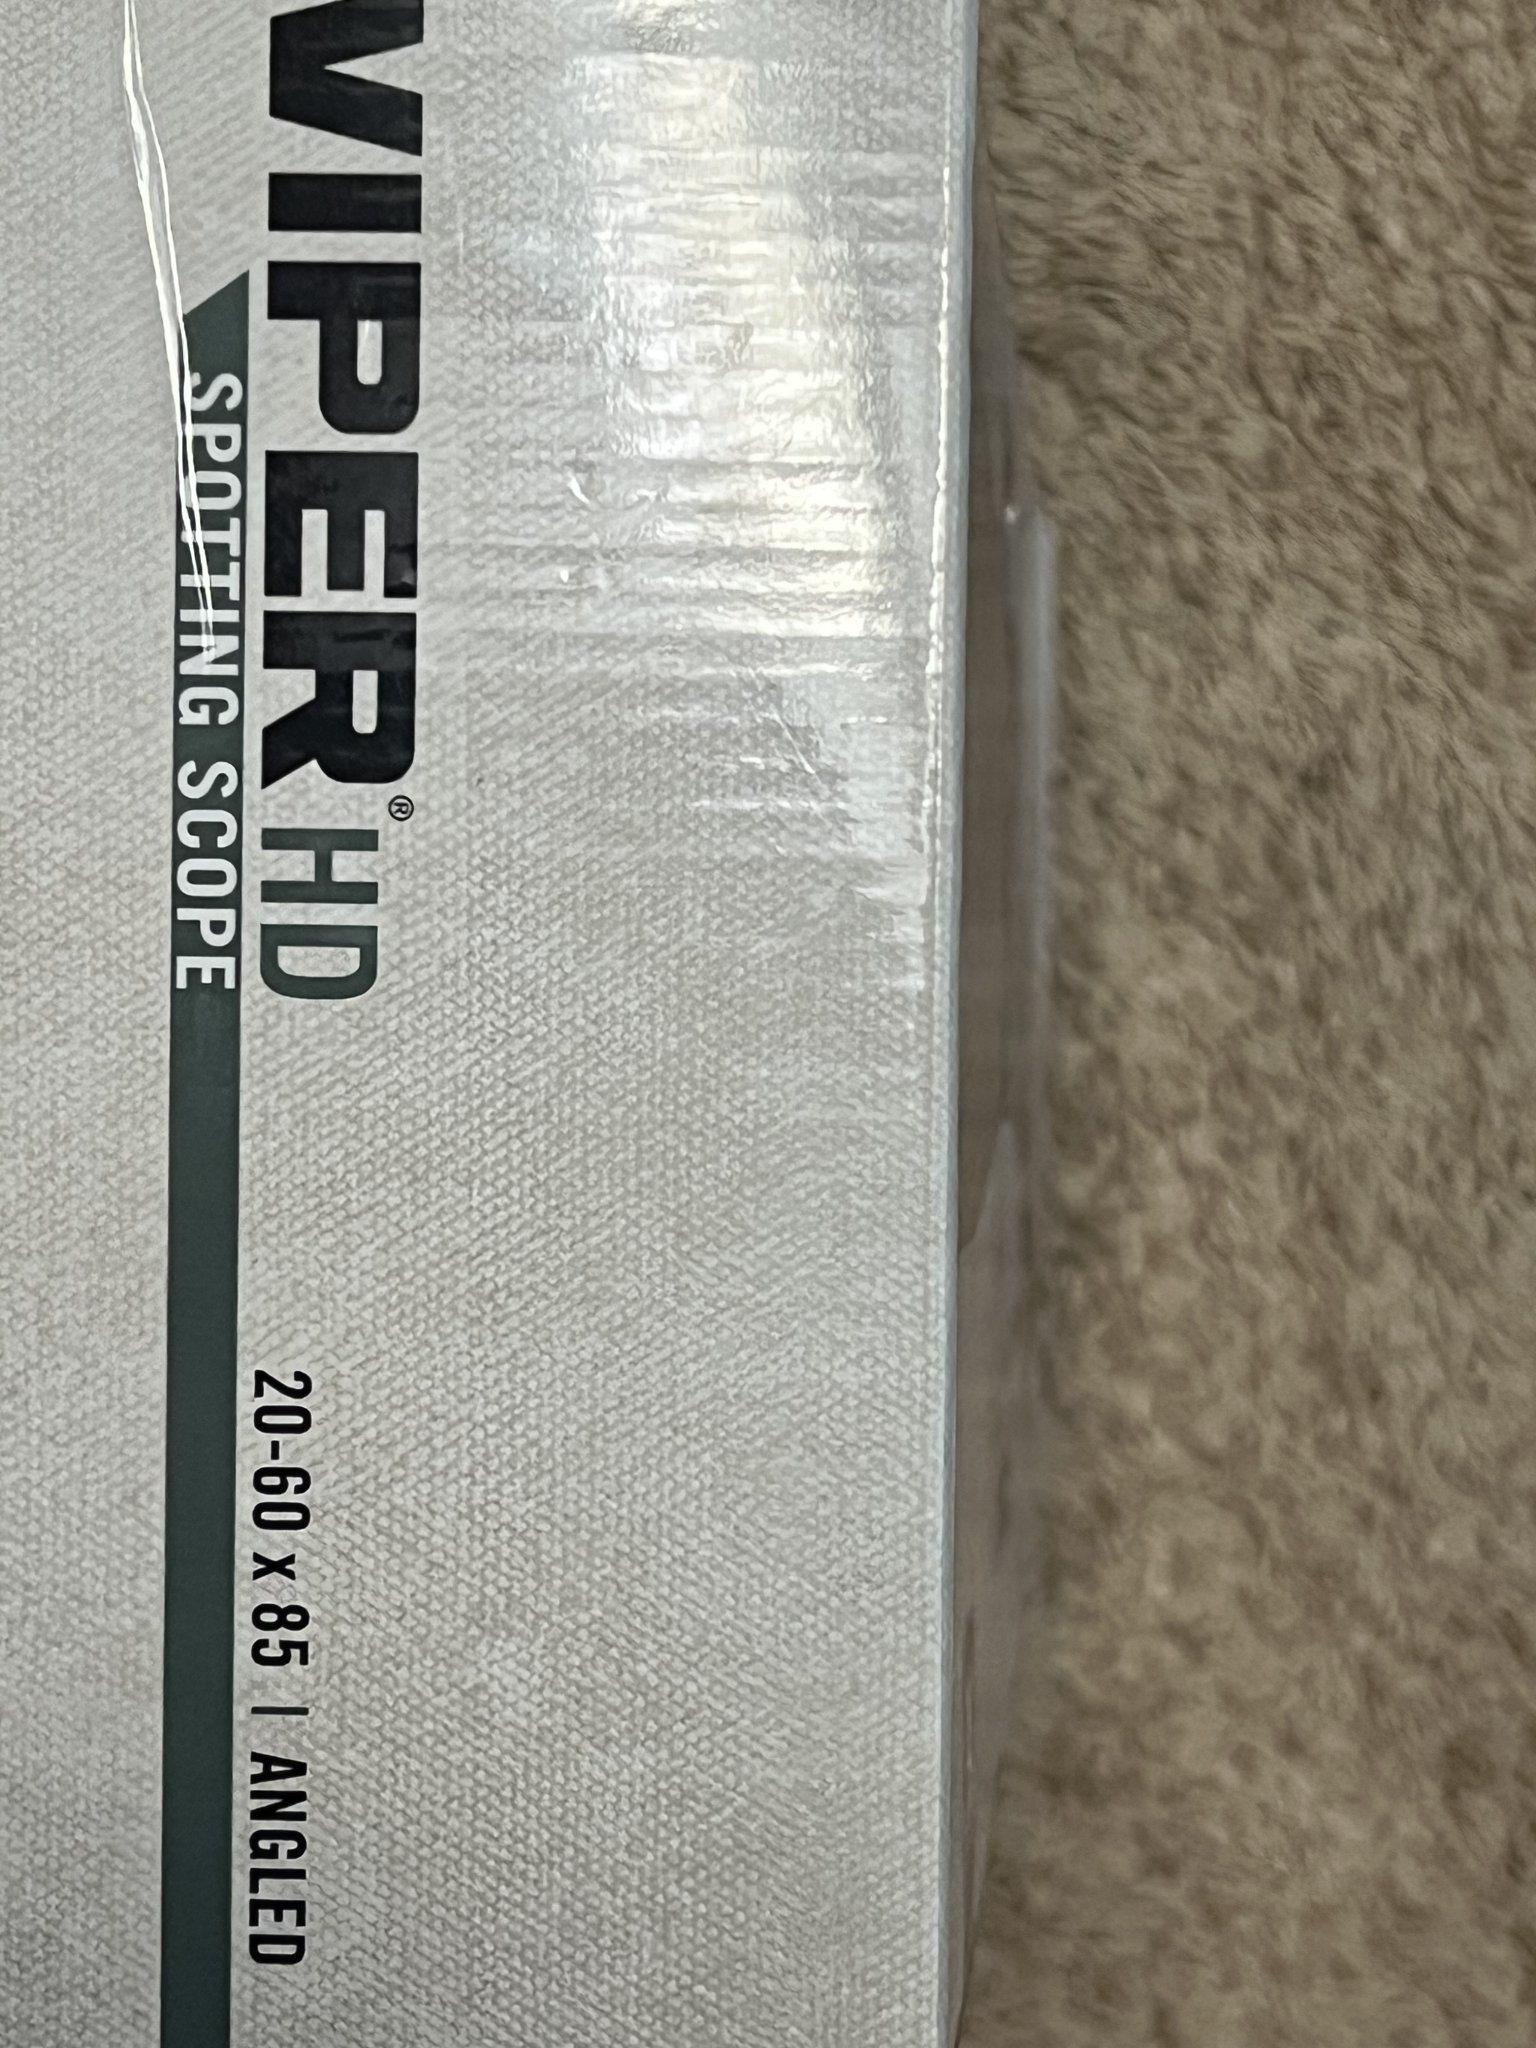 VIPER® HD
SPOTTING SCOPE
20-60 x 85 | ANGLED